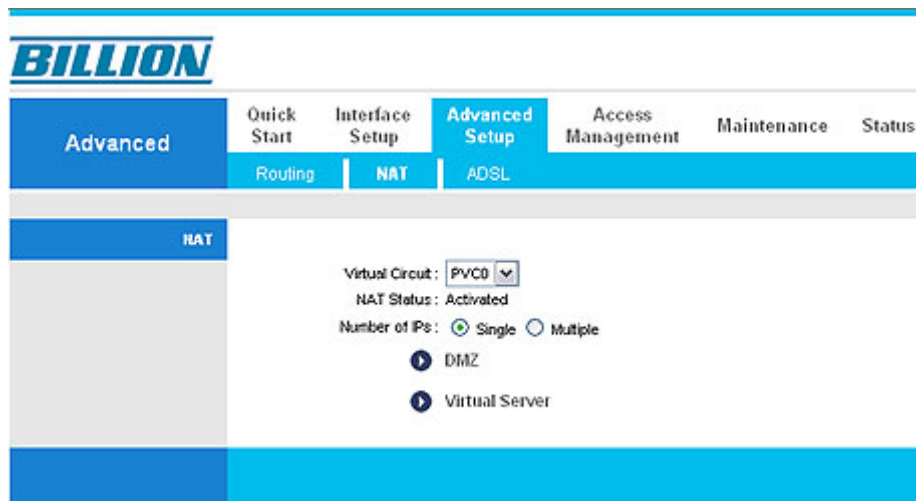 BILLION
Advanced
Quick Start
Interface Setup
Advanced Setup
Access Management
Maintenance
Status
Routing
NAT
ADSL
NAT
Virtual Circuit : PVC0
NAT Status : Activated
Number of IPs : Single Multiple
DMZ
Virtual Server